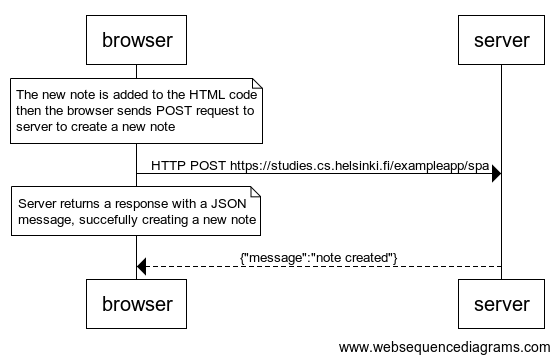 browser
server
The new note is added to the HTML code
then the browser sends POST request to
server to create a new note
HTTP POST https://studies.cs.helsinki.fi/exampleapp/spa
Server returns a response with a JSON
message, succefully creating a new note
{"message":"note created"}
browser
server
www.websequencediagrams.com